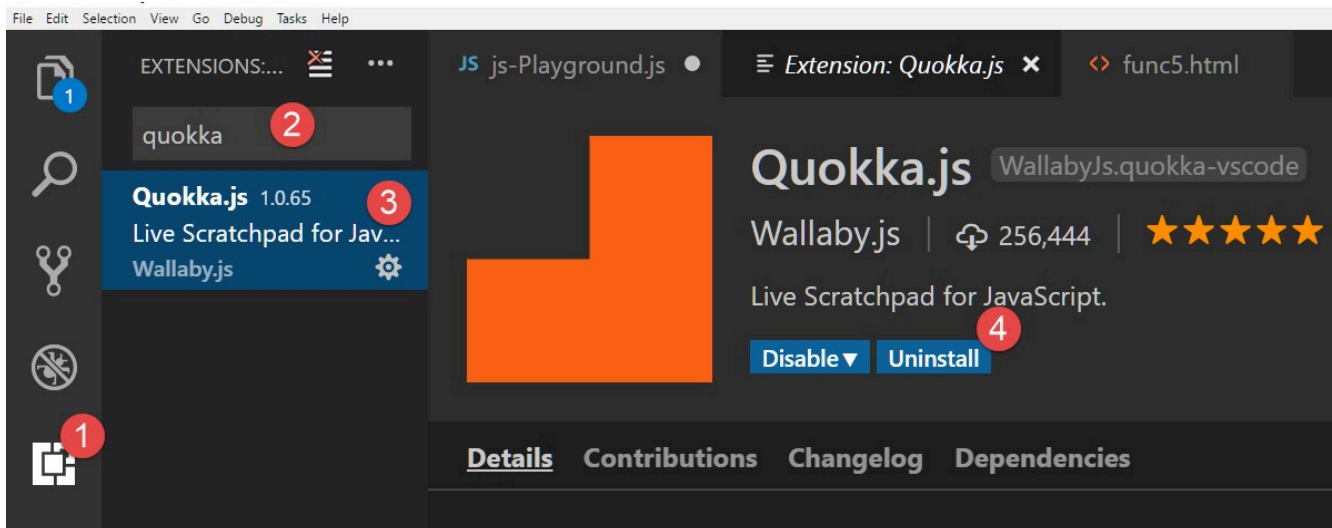 File Edit Selection View Go Debug Tasks Help
EXTENSIONS:... ···
JS js-Playground.js ● Extension: Quokka.js × <> func5.html
1
quokka 2
Quokka.js 1.0.65 3
Live Scratchpad for Jav...
Wallaby.js
Quokka.js WallabyJs.quokka-vscode
Wallaby.js 256,444 ★★★★★
Live Scratchpad for JavaScript.
4
Disable▼ Uninstall
1
Details Contributions Changelog Dependencies